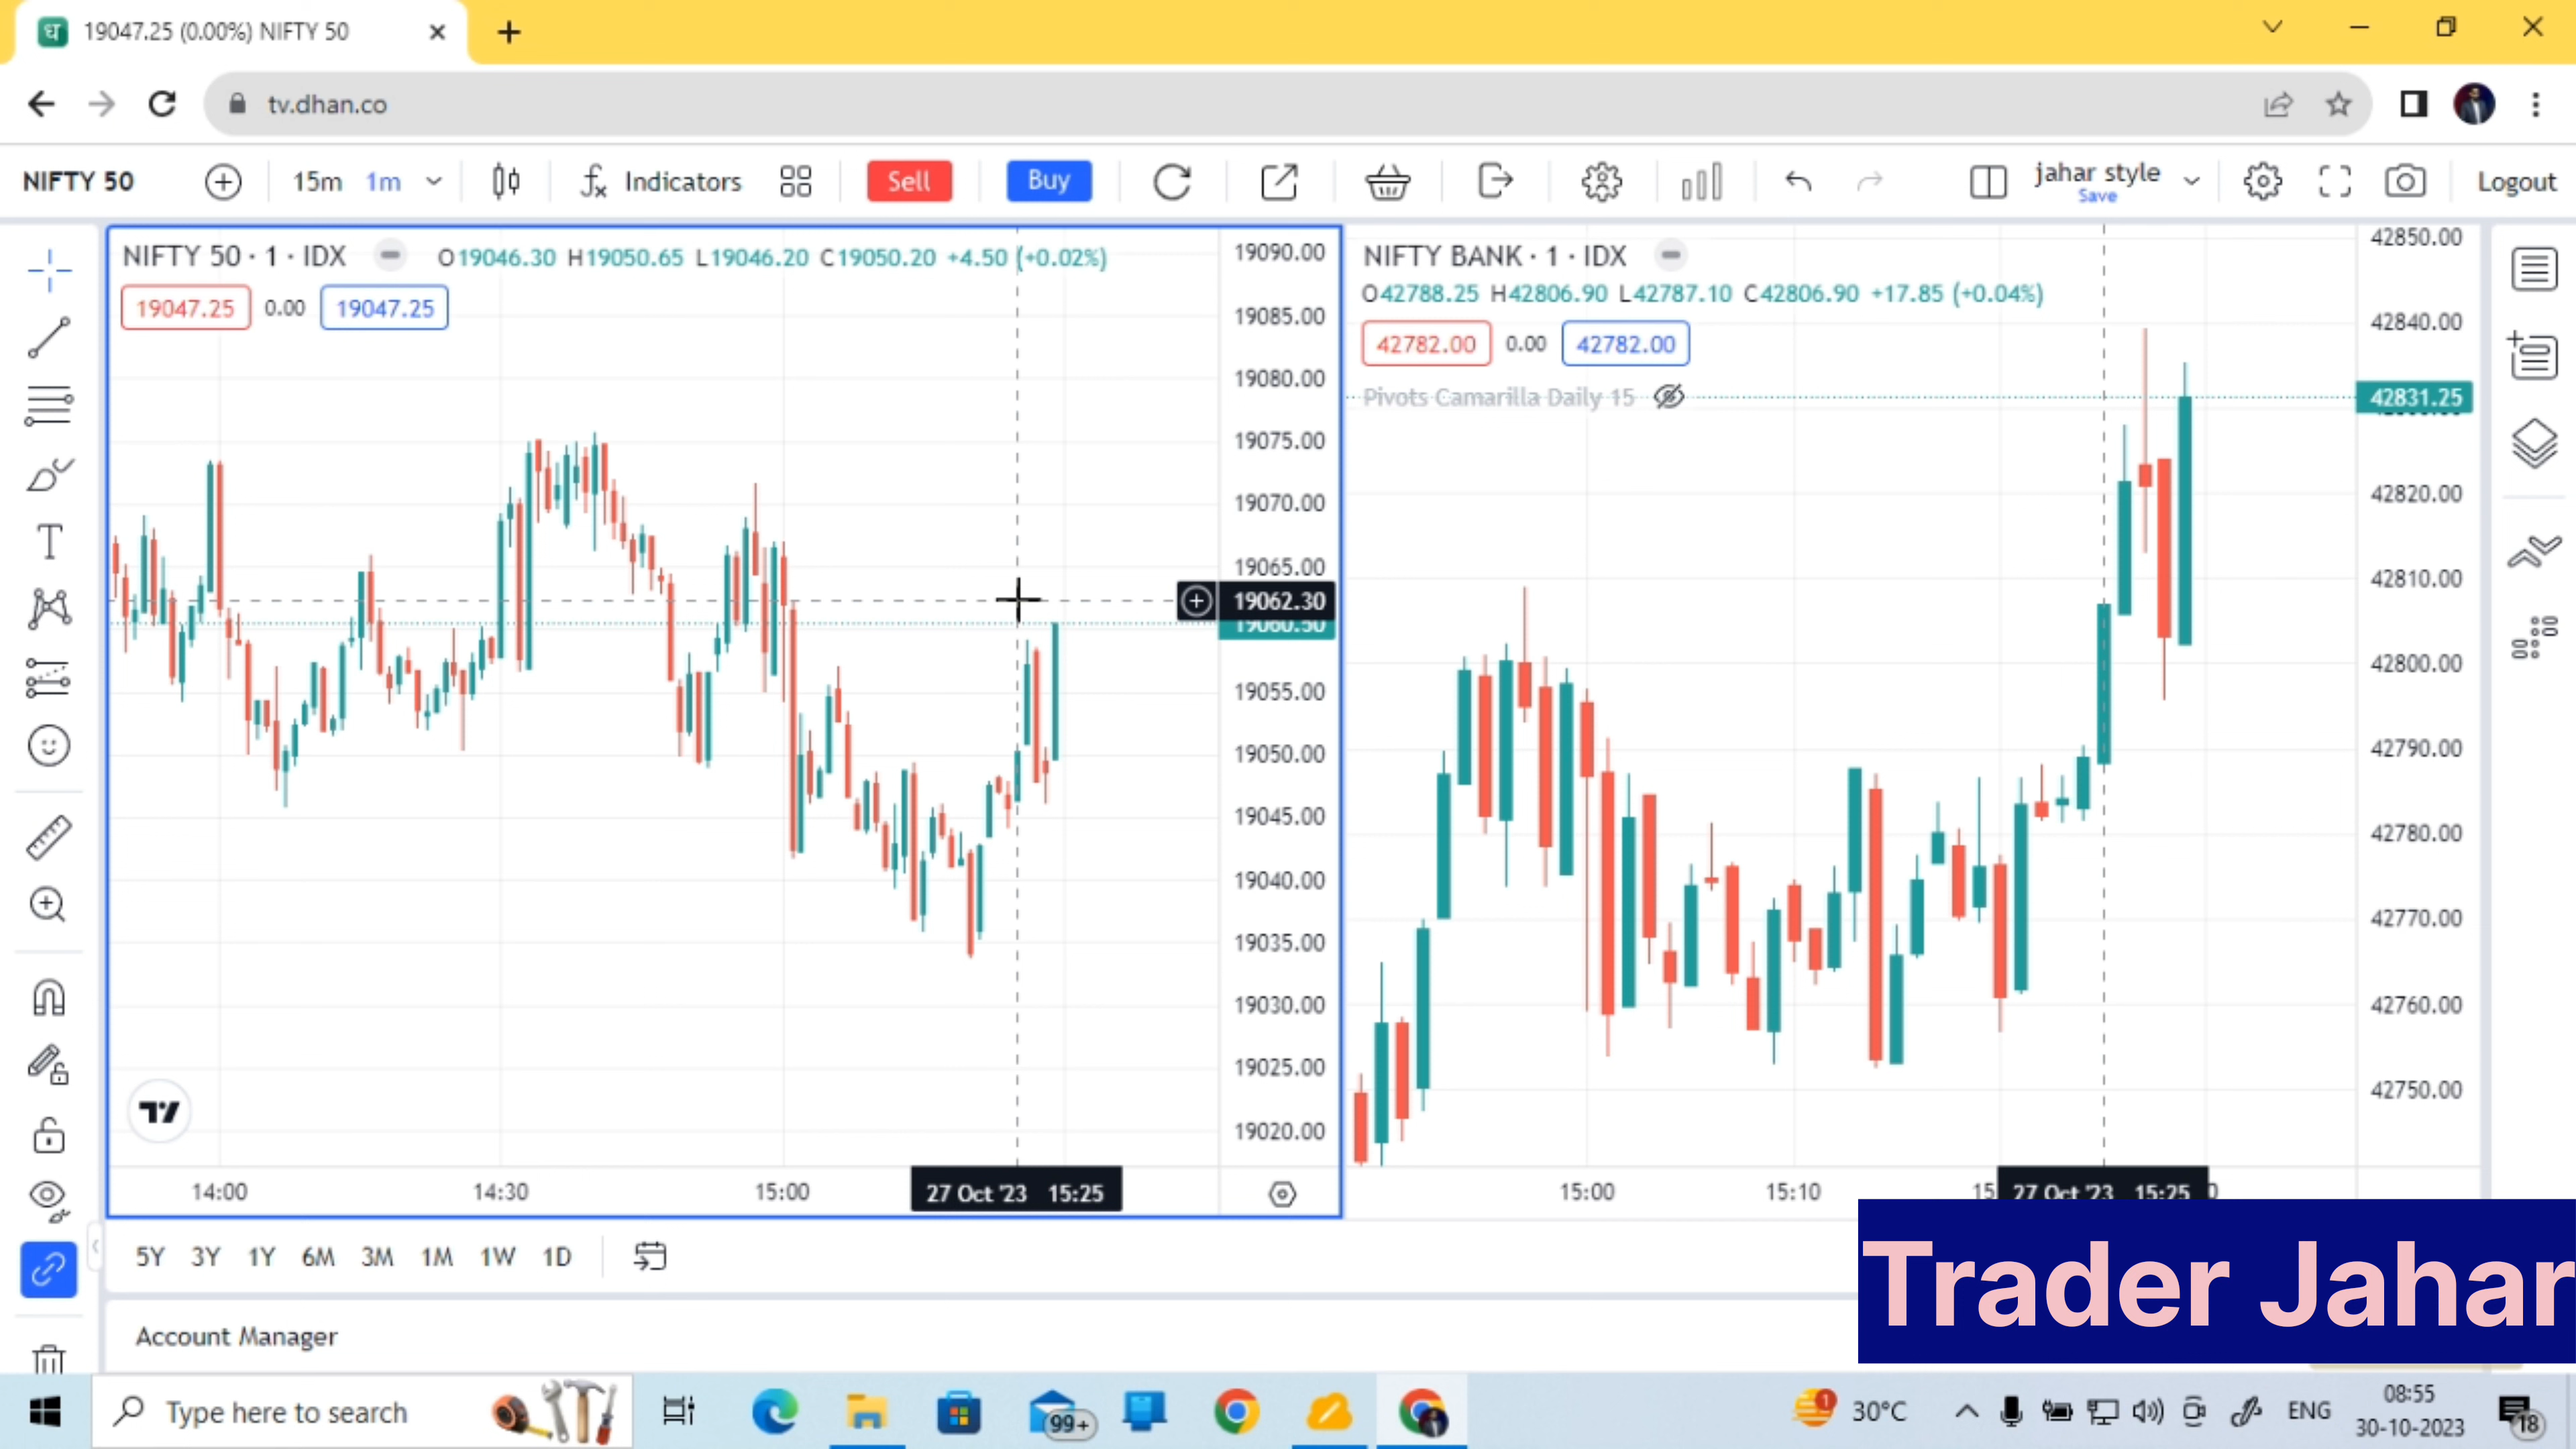 घ 19047.25 (0.00%) NIFTY 50
tv.dhan.co
NIFTY 50 15m 1m Indicators Sell Buy jahar style Save Logout
NIFTY 50 · 1 · IDX O19046.30 H19050.65 L19046.20 C19050.20 +4.50 (+0.02%)
19047.25 0.00 19047.25
19090.00
19085.00
19080.00
19075.00
19070.00
19065.00
19062.30
19060.50
19055.00
19050.00
19045.00
19040.00
19035.00
19030.00
19025.00
19020.00
14:00 14:30 15:00 27 Oct '23 15:25
NIFTY BANK · 1 · IDX
O42788.25 H42806.90 L42787.10 C42806.90 +17.85 (+0.04%)
42782.00 0.00 42782.00
Pivots Camarilla Daily 15
42850.00
42840.00
42831.25
42820.00
42810.00
42800.00
42790.00
42780.00
42770.00
42760.00
42750.00
15:00 15:10 15 27 Oct '23 15:25 0
5Y 3Y 1Y 6M 3M 1M 1W 1D
Trader Jahar
Account Manager
Type here to search 99+ 1 30°C ENG 08:55
30-10-2023 18